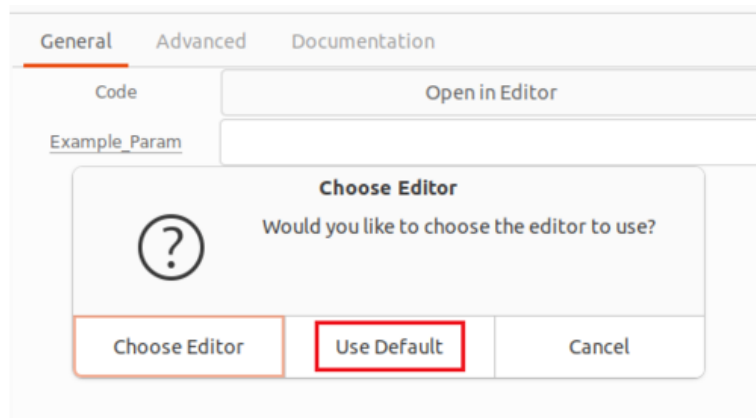 General Advanced Documentation
Code Open in Editor
Example_Param
Choose Editor
Would you like to choose the editor to use?
?
Choose Editor Use Default Cancel